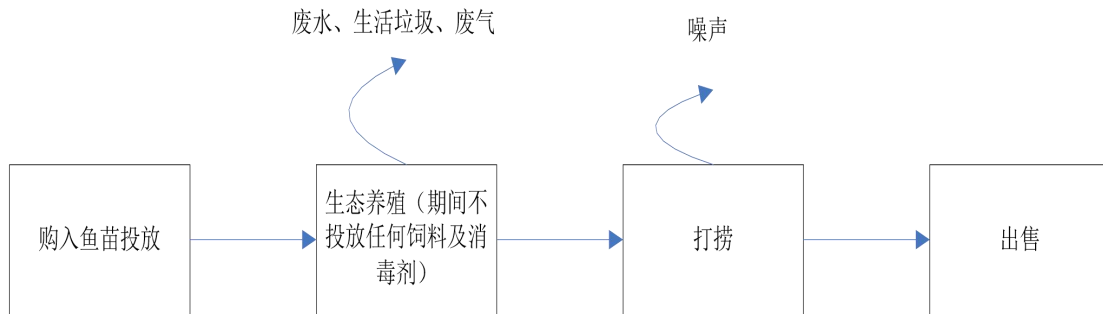 废水、生活垃圾、废气
噪声
购入鱼苗投放
生态养殖（期间不
投放任何饲料及消
毒剂）
打捞
出售